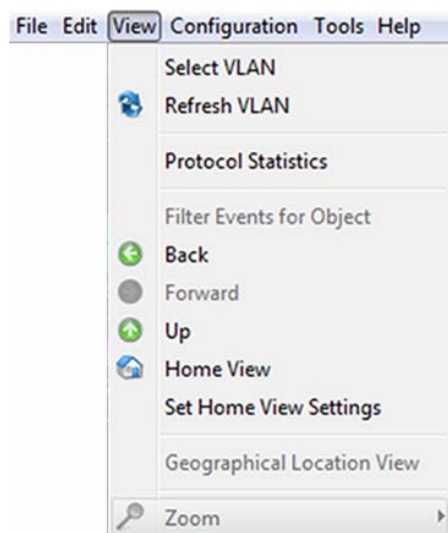 File Edit View Configuration Tools Help
Select VLAN
Refresh VLAN
Protocol Statistics
Filter Events for Object
Back
Forward
Up
Home View
Set Home View Settings
Geographical Location View
Zoom